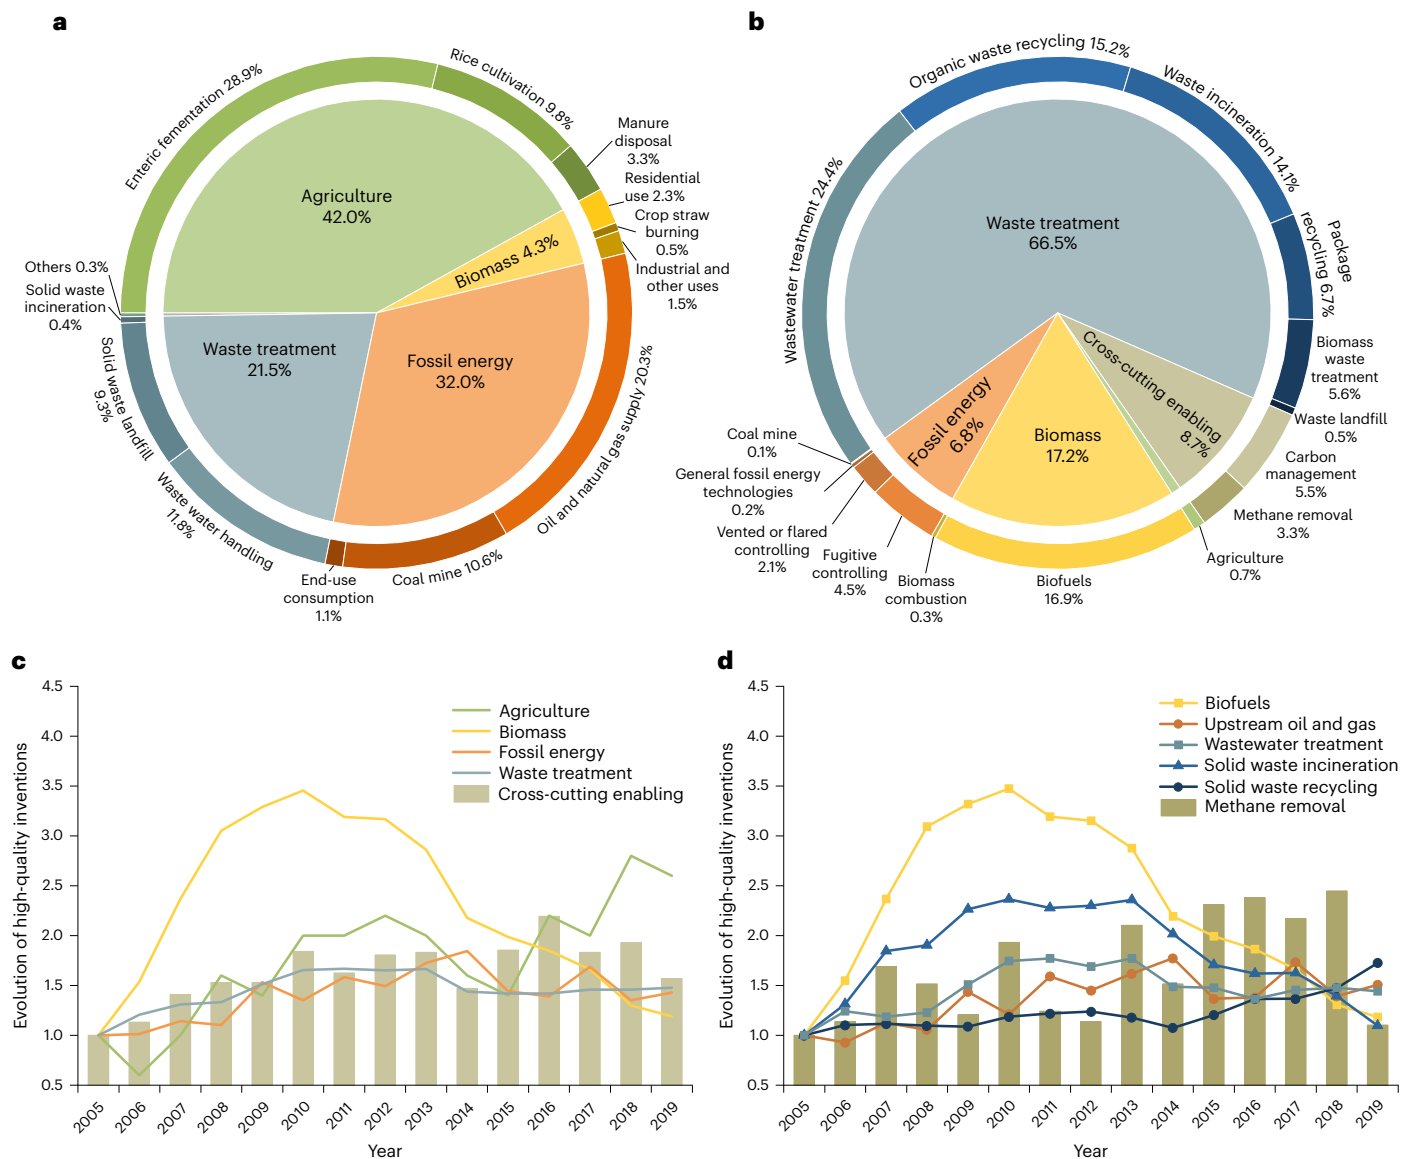 a
Enteric fementation 28.9%
Rice cultivation 9.8%
Manure
disposal
3.3%
Residential
use 2.3%
Crop straw
burning
0.5%
Industrial and
other uses
1.5%
Agriculture
42.0%
Biomass 4.3%
Fossil energy
32.0%
Waste treatment
21.5%
Others 0.3%
Solid waste
incineration
0.4%
Solid waste landfill
9.3%
Waste water handling
11.8%
End-use
consumption
1.1%
Coal mine 10.6%
Oil and natural gas supply 20.3%
b
Organic waste recycling 15.2%
Waste incineration 14.1%
Package
recycling 6.7%
Biomass
waste
treatment
5.6%
Waste landfill
0.5%
Carbon
management
5.5%
Methane removal
3.3%
Agriculture
0.7%
Biofuels
16.9%
Biomass
combustion
0.3%
Fugitive
controlling
4.5%
Vented or flared
controlling
2.1%
General fossil energy
technologies
0.2%
Coal mine
0.1%
Wastewater treatment 24.4%
Waste treatment
66.5%
Cross-cutting enabling
8.7%
Biomass
17.2%
Fossil energy
6.8%
c
Evolution of high-quality inventions
4.5
4.0
3.5
3.0
2.5
2.0
1.5
1.0
0.5
Agriculture
Biomass
Fossil energy
Waste treatment
Cross-cutting enabling
2005
2006
2007
2008
2009
2010
2011
2012
2013
2014
2015
2016
2017
2018
2019
Year
d
Evolution of high-quality inventions
4.5
4.0
3.5
3.0
2.5
2.0
1.5
1.0
0.5
Biofuels
Upstream oil and gas
Wastewater treatment
Solid waste incineration
Solid waste recycling
Methane removal
2005
2006
2007
2008
2009
2010
2011
2012
2013
2014
2015
2016
2017
2018
2019
Year